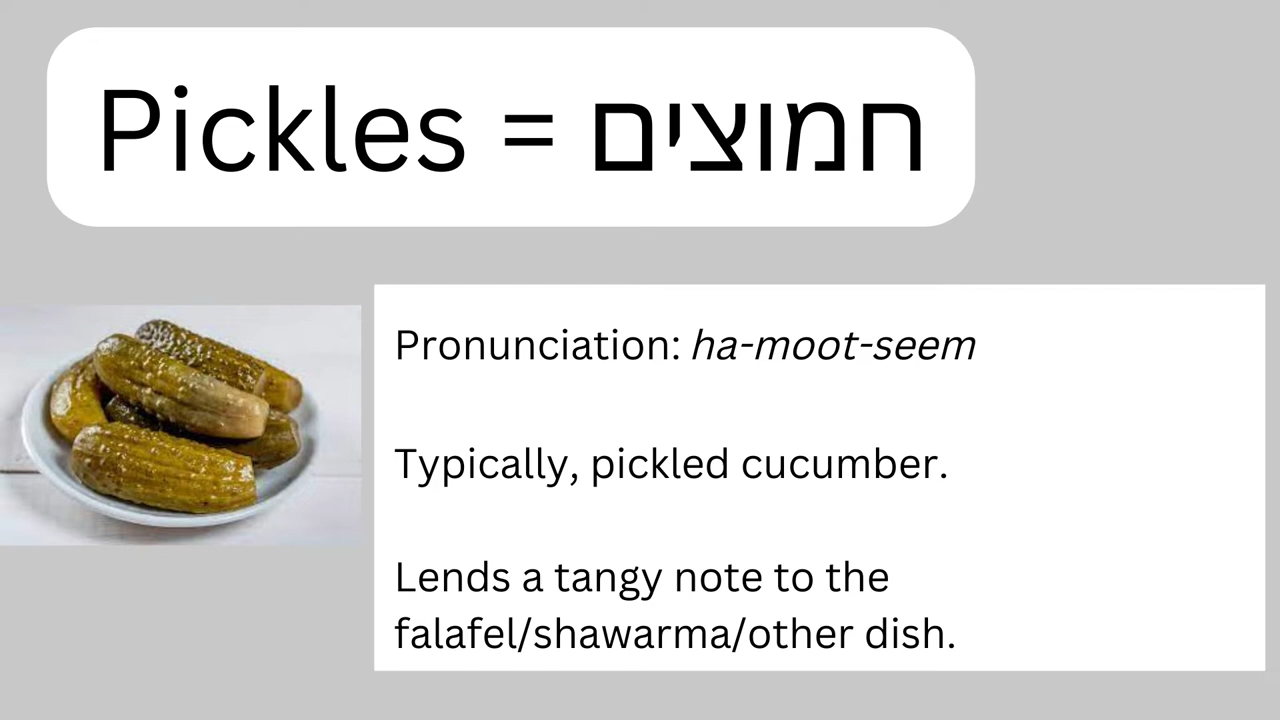 Pickles = חמוצים
Pronunciation: ha-moot-seem
Typically, pickled cucumber.
Lends a tangy note to the
falafel/shawarma/other dish.